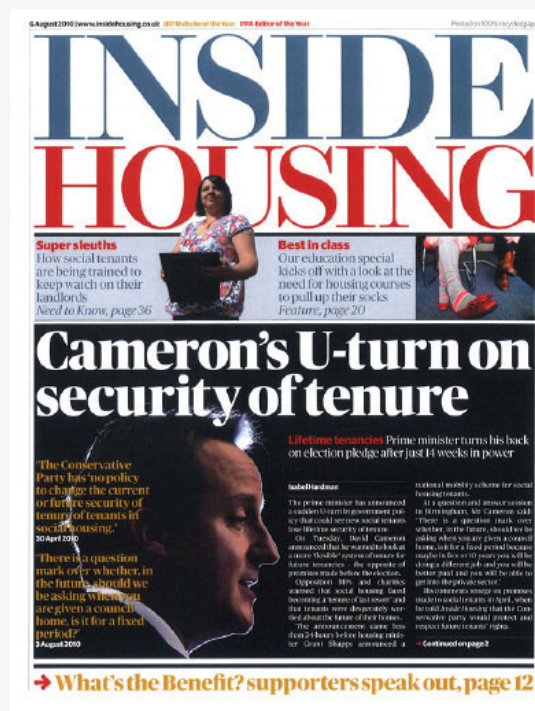 6 August 2010 | www.insidehousing.co.uk IBP Website of the Year PPA Editor of the Year
Printed on 100% recycled pap
INSIDE
HOUSING
Super sleuths
How social tenants
are being trained to
keep watch on their
landlords
Need to Know, page 36
Best in class
Our education special
kicks off with a look at the
need for housing courses
to pull up their socks
Feature, page 20
Cameron's U-turn on
security of tenure
Lifetime tenancies Prime minister turns his back
on election pledge after just 14 weeks in power
'The Conservative
Party has 'no policy
to change the current
or future security of
tenure of tenants in
social housing.'
30 April 2010
'There is a question
mark over whether, in
the future, should we
be asking when you
are given a council
home, is it for a fixed
period?'
3 August 2010
Isabel Hardman
The prime minister has announced
a sudden U-turn in government pol-
icy that could see new social tenants
lose lifetime security of tenure.
On Tuesday, David Cameron
announced that he wanted to look at
a more 'flexible' system of tenure for
future tenancies - the opposite of
promises made before the election.
Opposition MPs and charities
warned that social housing faced
becoming a 'tenure of last resort' and
that tenants were desperately wor-
ried about the future of their homes.
The announcement came less
than 24 hours before housing minis-
ter Grant Shapps announced a
national mobility scheme for social
housing tenants.
At a question and answer session
in Birmingham, Mr Cameron said:
'There is a question mark over
whether, in the future, should we be
asking when you are given a council
home, is it for a fixed period because
maybe in five or 10 years you will be
doing a different job and you will be
better paid and you will be able to
get into the private sector.'
His comments renege on promises
made to social tenants in April, when
he told Inside Housing that the Con-
servative party would protect and
respect future tenants' rights.
→ Continued on page 2
→ What's the Benefit? supporters speak out, page 12